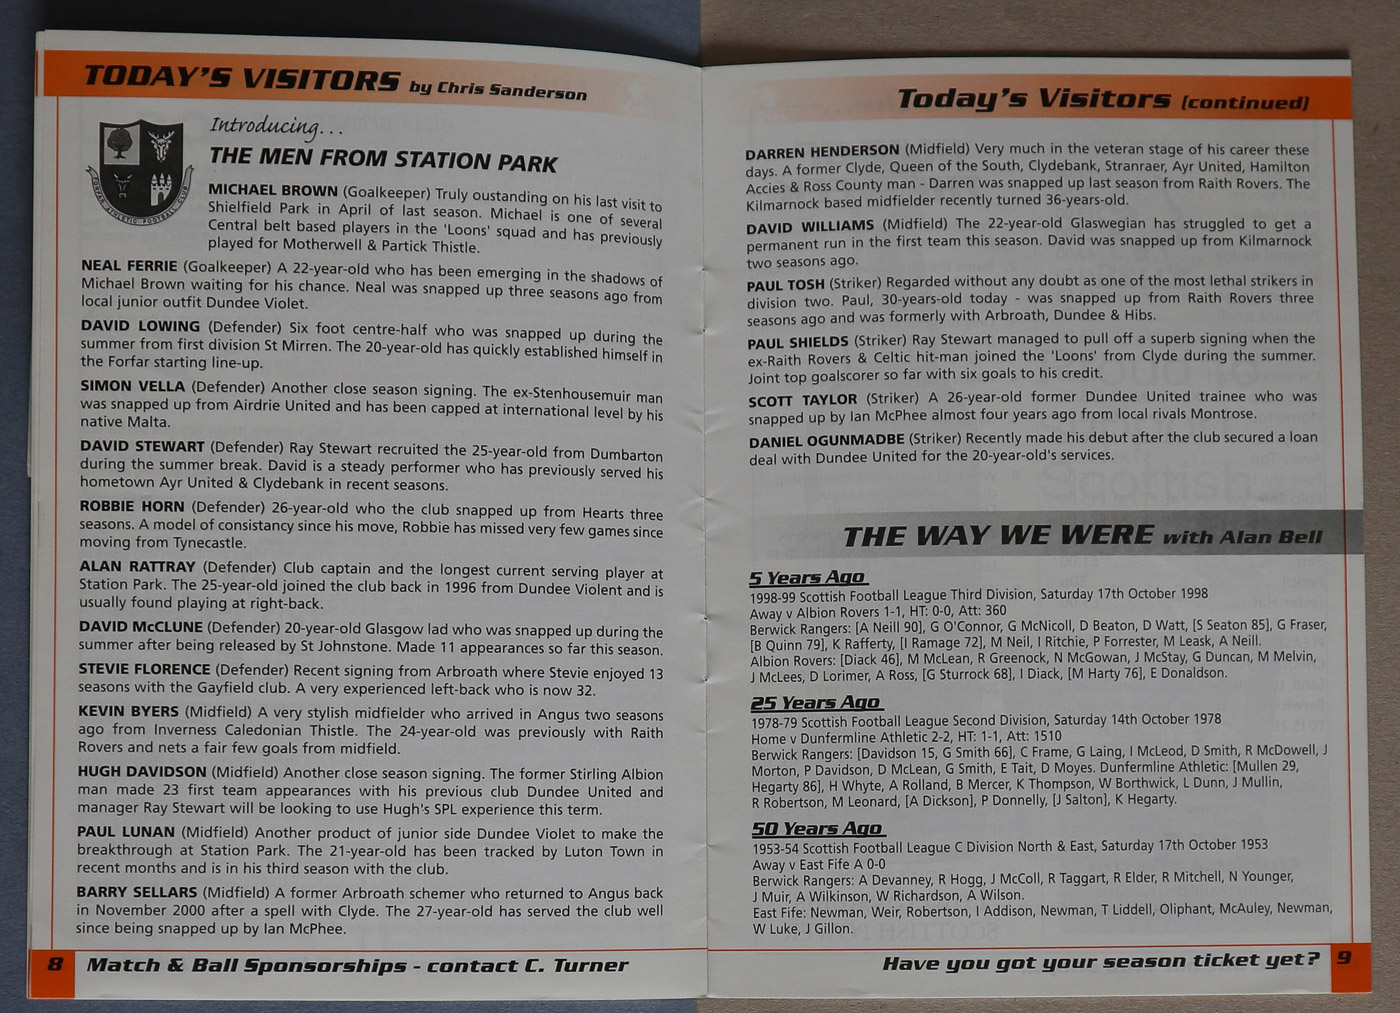 TODAY'S VISITORS by Chris Sanderson
FORFAR ATHLETIC FOOTBALL CLUB
Introducing...
THE MEN FROM STATION PARK
MICHAEL BROWN (Goalkeeper) Truly oustanding on his last visit to
Shielfield Park in April of last season. Michael is one of several
Central belt based players in the 'Loons' squad and has previously
played for Motherwell & Partick Thistle.
NEAL FERRIE (Goalkeeper) A 22-year-old who has been emerging in the shadows of
Michael Brown waiting for his chance. Neal was snapped up three seasons ago from
local junior outfit Dundee Violet.
DAVID LOWING (Defender) Six foot centre-half who was snapped up during the
summer from first division St Mirren. The 20-year-old has quickly established himself in
the Forfar starting line-up.
SIMON VELLA (Defender) Another close season signing. The ex-Stenhousemuir man
was snapped up from Airdrie United and has been capped at international level by his
native Malta.
DAVID STEWART (Defender) Ray Stewart recruited the 25-year-old from Dumbarton
during the summer break. David is a steady performer who has previously served his
hometown Ayr United & Clydebank in recent seasons.
ROBBIE HORN (Defender) 26-year-old who the club snapped up from Hearts three
seasons. A model of consistancy since his move, Robbie has missed very few games since
moving from Tynecastle.
ALAN RATTRAY (Defender) Club captain and the longest current serving player at
Station Park. The 25-year-old joined the club back in 1996 from Dundee Violent and is
usually found playing at right-back.
DAVID McCLUNE (Defender) 20-year-old Glasgow lad who was snapped up during the
summer after being released by St Johnstone. Made 11 appearances so far this season.
STEVIE FLORENCE (Defender) Recent signing from Arbroath where Stevie enjoyed 13
seasons with the Gayfield club. A very experienced left-back who is now 32.
KEVIN BYERS (Midfield) A very stylish midfielder who arrived in Angus two seasons
ago from Inverness Caledonian Thistle. The 24-year-old was previously with Raith
Rovers and nets a fair few goals from midfield.
HUGH DAVIDSON (Midfield) Another close season signing. The former Stirling Albion
man made 23 first team appearances with his previous club Dundee United and
manager Ray Stewart will be looking to use Hugh's SPL experience this term.
PAUL LUNAN (Midfield) Another product of junior side Dundee Violet to make the
breakthrough at Station Park. The 21-year-old has been tracked by Luton Town in
recent months and is in his third season with the club.
BARRY SELLARS (Midfield) A former Arbroath schemer who returned to Angus back
in November 2000 after a spell with Clyde. The 27-year-old has served the club well
since being snapped up by Ian McPhee.
8 Match & Ball Sponsorships - contact C. Turner
Today's Visitors (continued)
DARREN HENDERSON (Midfield) Very much in the veteran stage of his career these
days. A former Clyde, Queen of the South, Clydebank, Stranraer, Ayr United, Hamilton
Accies & Ross County man - Darren was snapped up last season from Raith Rovers. The
Kilmarnock based midfielder recently turned 36-years-old.
DAVID WILLIAMS (Midfield) The 22-year-old Glaswegian has struggled to get a
permanent run in the first team this season. David was snapped up from Kilmarnock
two seasons ago.
PAUL TOSH (Striker) Regarded without any doubt as one of the most lethal strikers in
division two. Paul, 30-years-old today - was snapped up from Raith Rovers three
seasons ago and was formerly with Arbroath, Dundee & Hibs.
PAUL SHIELDS (Striker) Ray Stewart managed to pull off a superb signing when the
ex-Raith Rovers & Celtic hit-man joined the 'Loons' from Clyde during the summer.
Joint top goalscorer so far with six goals to his credit.
SCOTT TAYLOR (Striker) A 26-year-old former Dundee United trainee who was
snapped up by Ian McPhee almost four years ago from local rivals Montrose.
DANIEL OGUNMADBE (Striker) Recently made his debut after the club secured a loan
deal with Dundee United for the 20-year-old's services.
THE WAY WE WERE with Alan Bell
5 Years Ago
1998-99 Scottish Football League Third Division, Saturday 17th October 1998
Away v Albion Rovers 1-1, HT: 0-0, Att: 360
Berwick Rangers: [A Neill 90], G O'Connor, G McNicoll, D Beaton, D Watt, [S Seaton 85], G Fraser,
[B Quinn 79], K Rafferty, [I Ramage 72], M Neil, I Ritchie, P Forrester, M Leask, A Neill.
Albion Rovers: [Diack 46], M McLean, R Greenock, N McGowan, J McStay, G Duncan, M Melvin,
J McLees, D Lorimer, A Ross, [G Sturrock 68], I Diack, [M Harty 76], E Donaldson.
25 Years Ago
1978-79 Scottish Football League Second Division, Saturday 14th October 1978
Home v Dunfermline Athletic 2-2, HT: 1-1, Att: 1510
Berwick Rangers: [Davidson 15, G Smith 66], C Frame, G Laing, I McLeod, D Smith, R McDowell, J
Morton, P Davidson, D McLean, G Smith, E Tait, D Moyes. Dunfermline Athletic: [Mullen 29,
Hegarty 86], H Whyte, A Rolland, B Mercer, K Thompson, W Borthwick, L Dunn, J Mullin,
R Robertson, M Leonard, [A Dickson], P Donnelly, [J Salton], K Hegarty.
50 Years Ago
1953-54 Scottish Football League C Division North & East, Saturday 17th October 1953
Away v East Fife A 0-0
Berwick Rangers: A Devanney, R Hogg, J McColl, R Taggart, R Elder, R Mitchell, N Younger,
J Muir, A Wilkinson, W Richardson, A Wilson.
East Fife: Newman, Weir, Robertson, I Addison, Newman, T Liddell, Oliphant, McAuley, Newman,
W Luke, J Gillon.
Have you got your season ticket yet? 9